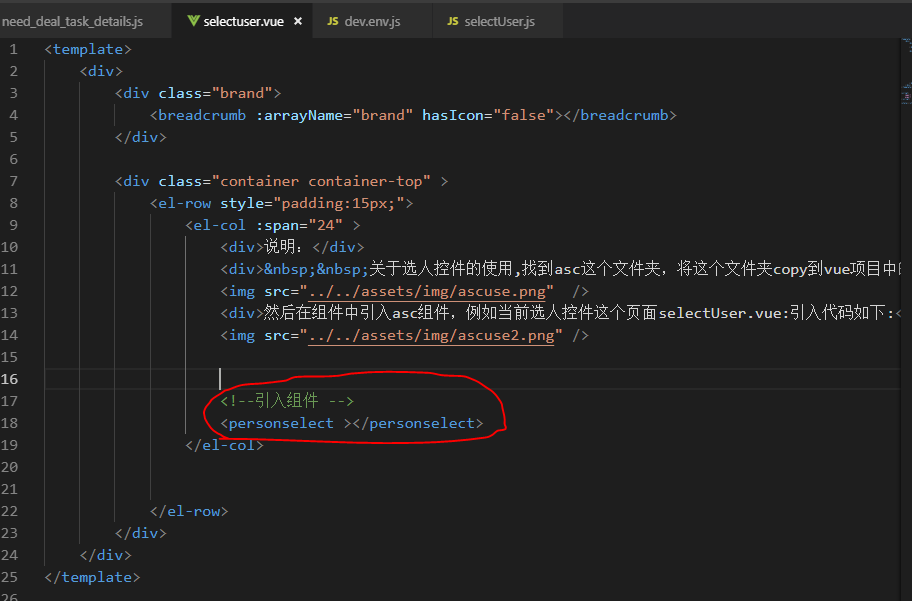 need_deal_task_details.js selectuser.vue × JS dev.env.js JS selectUser.js
1 <template>
2 <div>
3 <div class="brand">
4 <breadcrumb :arrayName="brand" hasIcon="false"></breadcrumb>
5 </div>
6
7 <div class="container container-top" >
8 <el-row style="padding:15px;">
9 <el-col :span="24" >
10 <div>说明：</div>
11 <div>&nbsp;&nbsp;关于选人控件的使用,找到asc这个文件夹，将这个文件夹copy到vue项目中
12 <img src="../../assets/img/ascuse.png" />
13 <div>然后在组件中引入asc组件，例如当前选人控件这个页面selectUser.vue:引入代码如下:<
14 <img src="../../assets/img/ascuse2.png" />
15
16
17 <!--引入组件 -->
18 <personselect ></personselect>
19 </el-col>
20
21
22 </el-row>
23 </div>
24 </div>
25 </template>
26